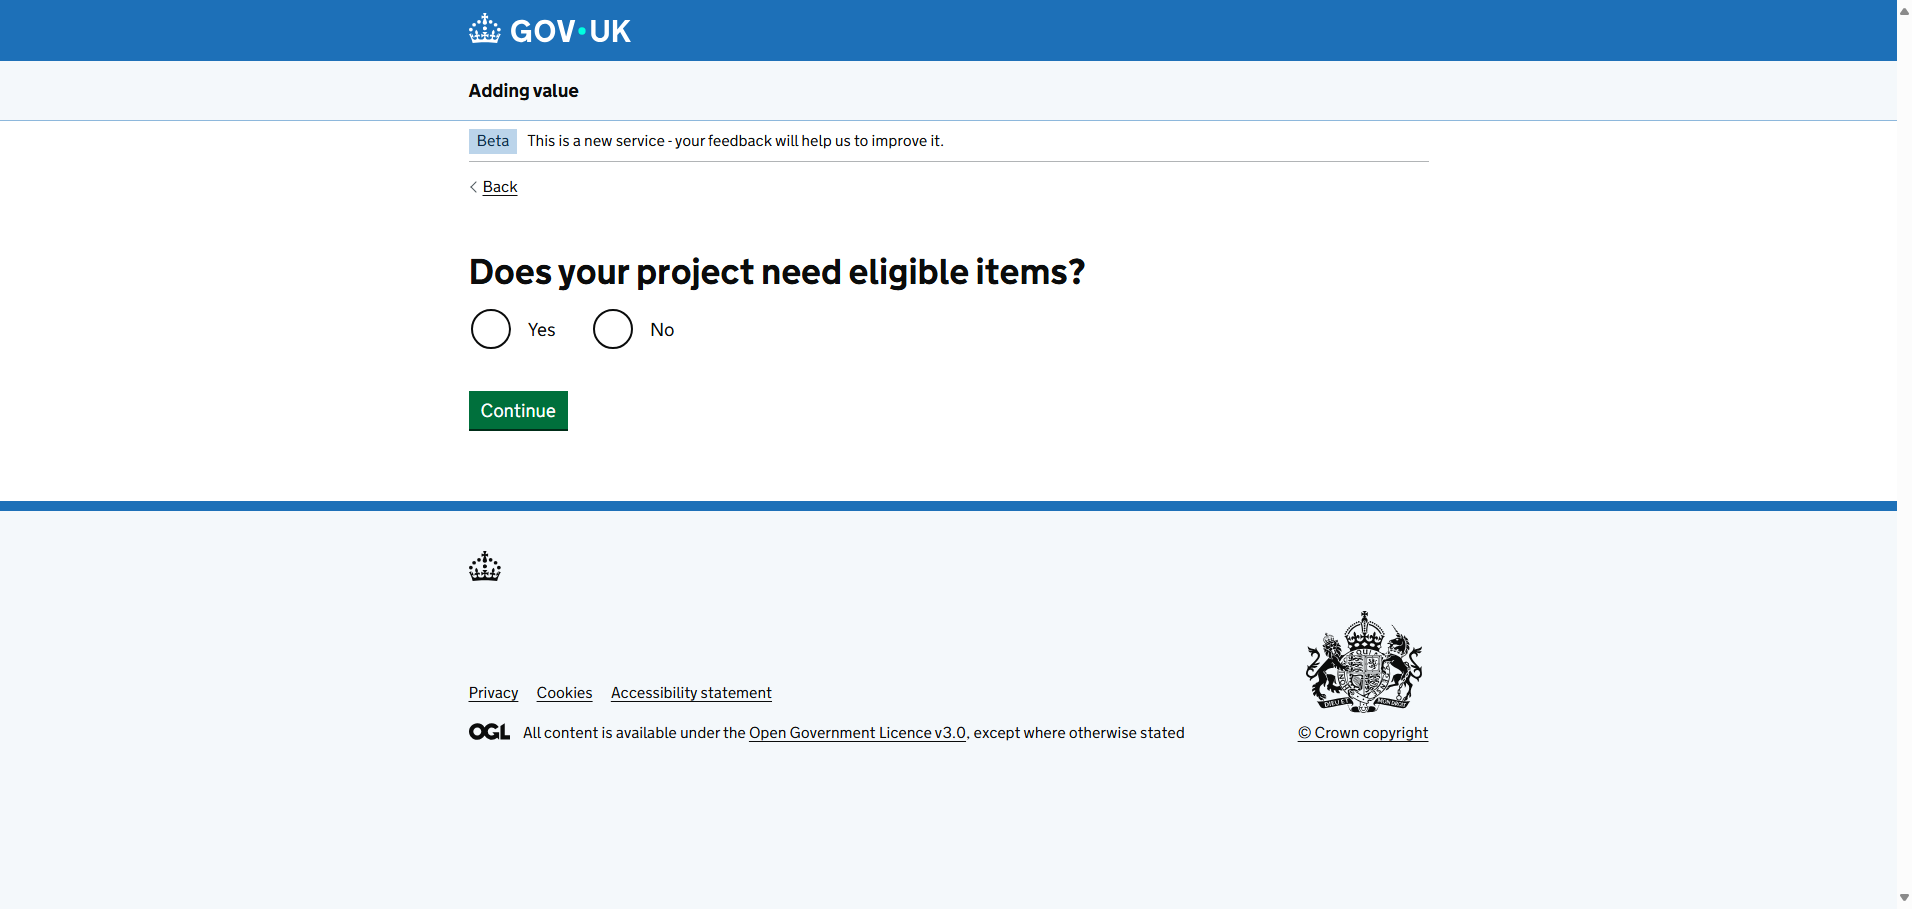 GOV·UK
Adding value
Beta This is a new service - your feedback will help us to improve it.
Back
Does your project need eligible items?
Yes No
Continue
Privacy Cookies Accessibility statement
OGL All content is available under the Open Government Licence v3.0, except where otherwise stated
© Crown copyright